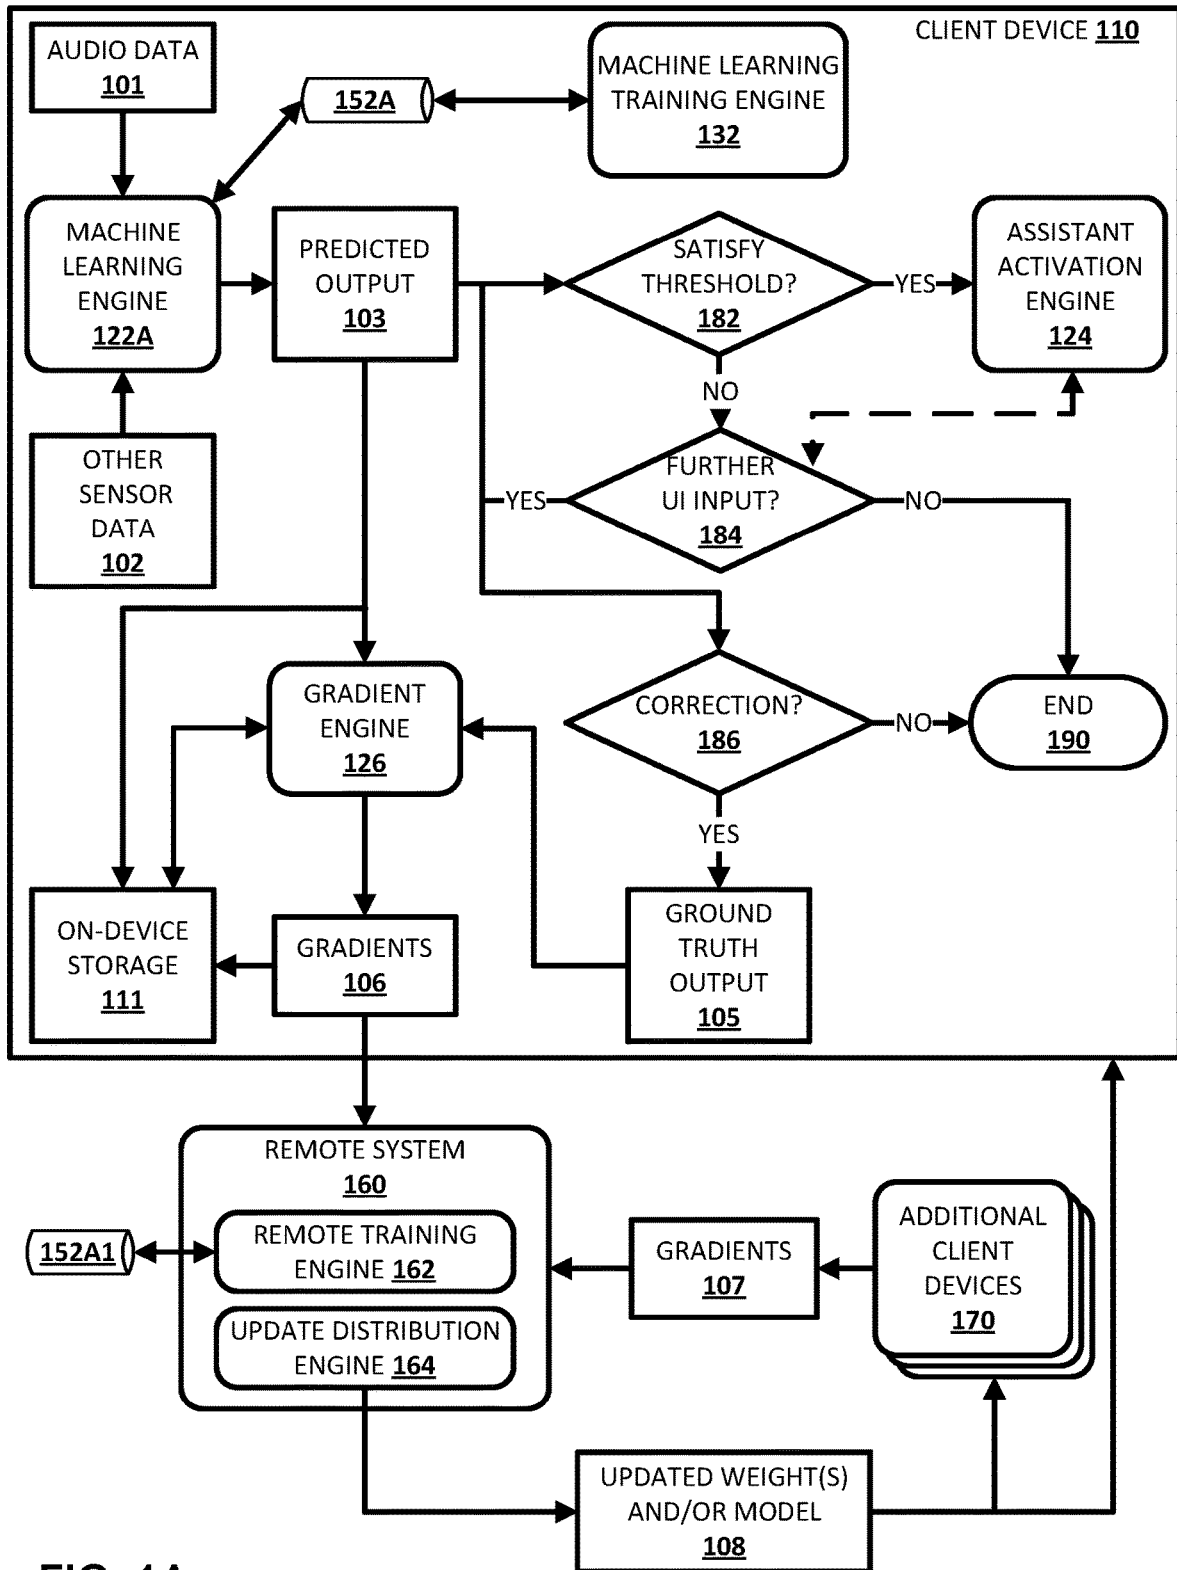 CLIENT DEVICE 110
AUDIO DATA
101
152A
MACHINE LEARNING
TRAINING ENGINE
132
MACHINE
LEARNING
ENGINE
122A
PREDICTED
OUTPUT
103
SATISFY
THRESHOLD?
182
YES
ASSISTANT
ACTIVATION
ENGINE
124
NO
OTHER
SENSOR
DATA
102
YES
FURTHER
UI INPUT?
184
NO
GRADIENT
ENGINE
126
CORRECTION?
186
NO
END
190
YES
ON-DEVICE
STORAGE
111
GRADIENTS
106
GROUND
TRUTH
OUTPUT
105
REMOTE SYSTEM
160
152A1
REMOTE TRAINING
ENGINE 162
UPDATE DISTRIBUTION
ENGINE 164
GRADIENTS
107
ADDITIONAL
CLIENT
DEVICES
170
UPDATED WEIGHT(S)
AND/OR MODEL
108
FIG. 1A